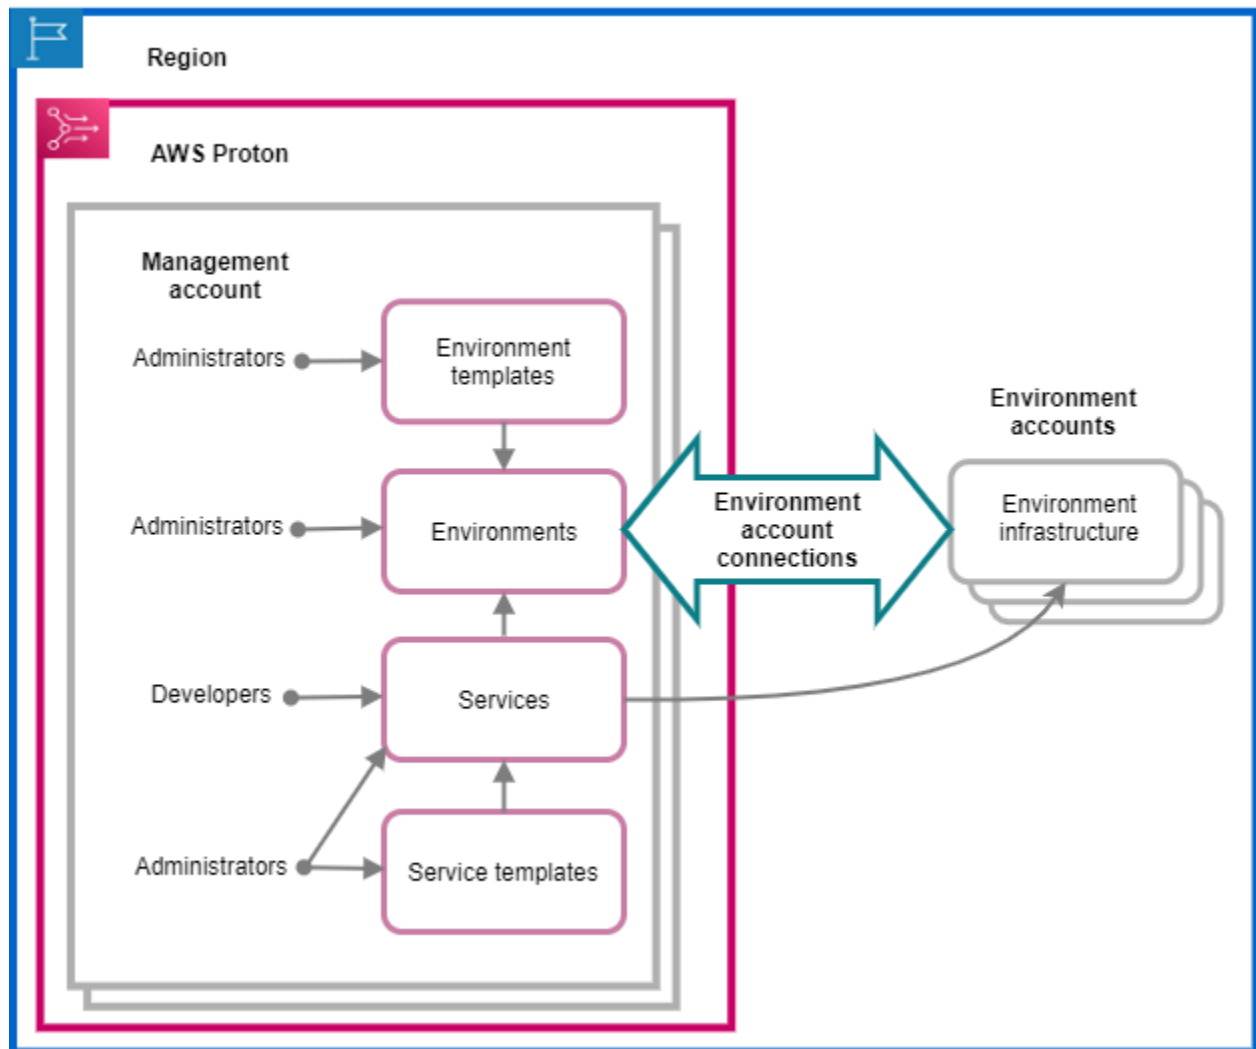 Region
AWS Proton
Management
account
Administrators
Environment
templates
Administrators
Environments
Developers
Services
Administrators
Service templates
Environment
account
connections
Environment
accounts
Environment
infrastructure